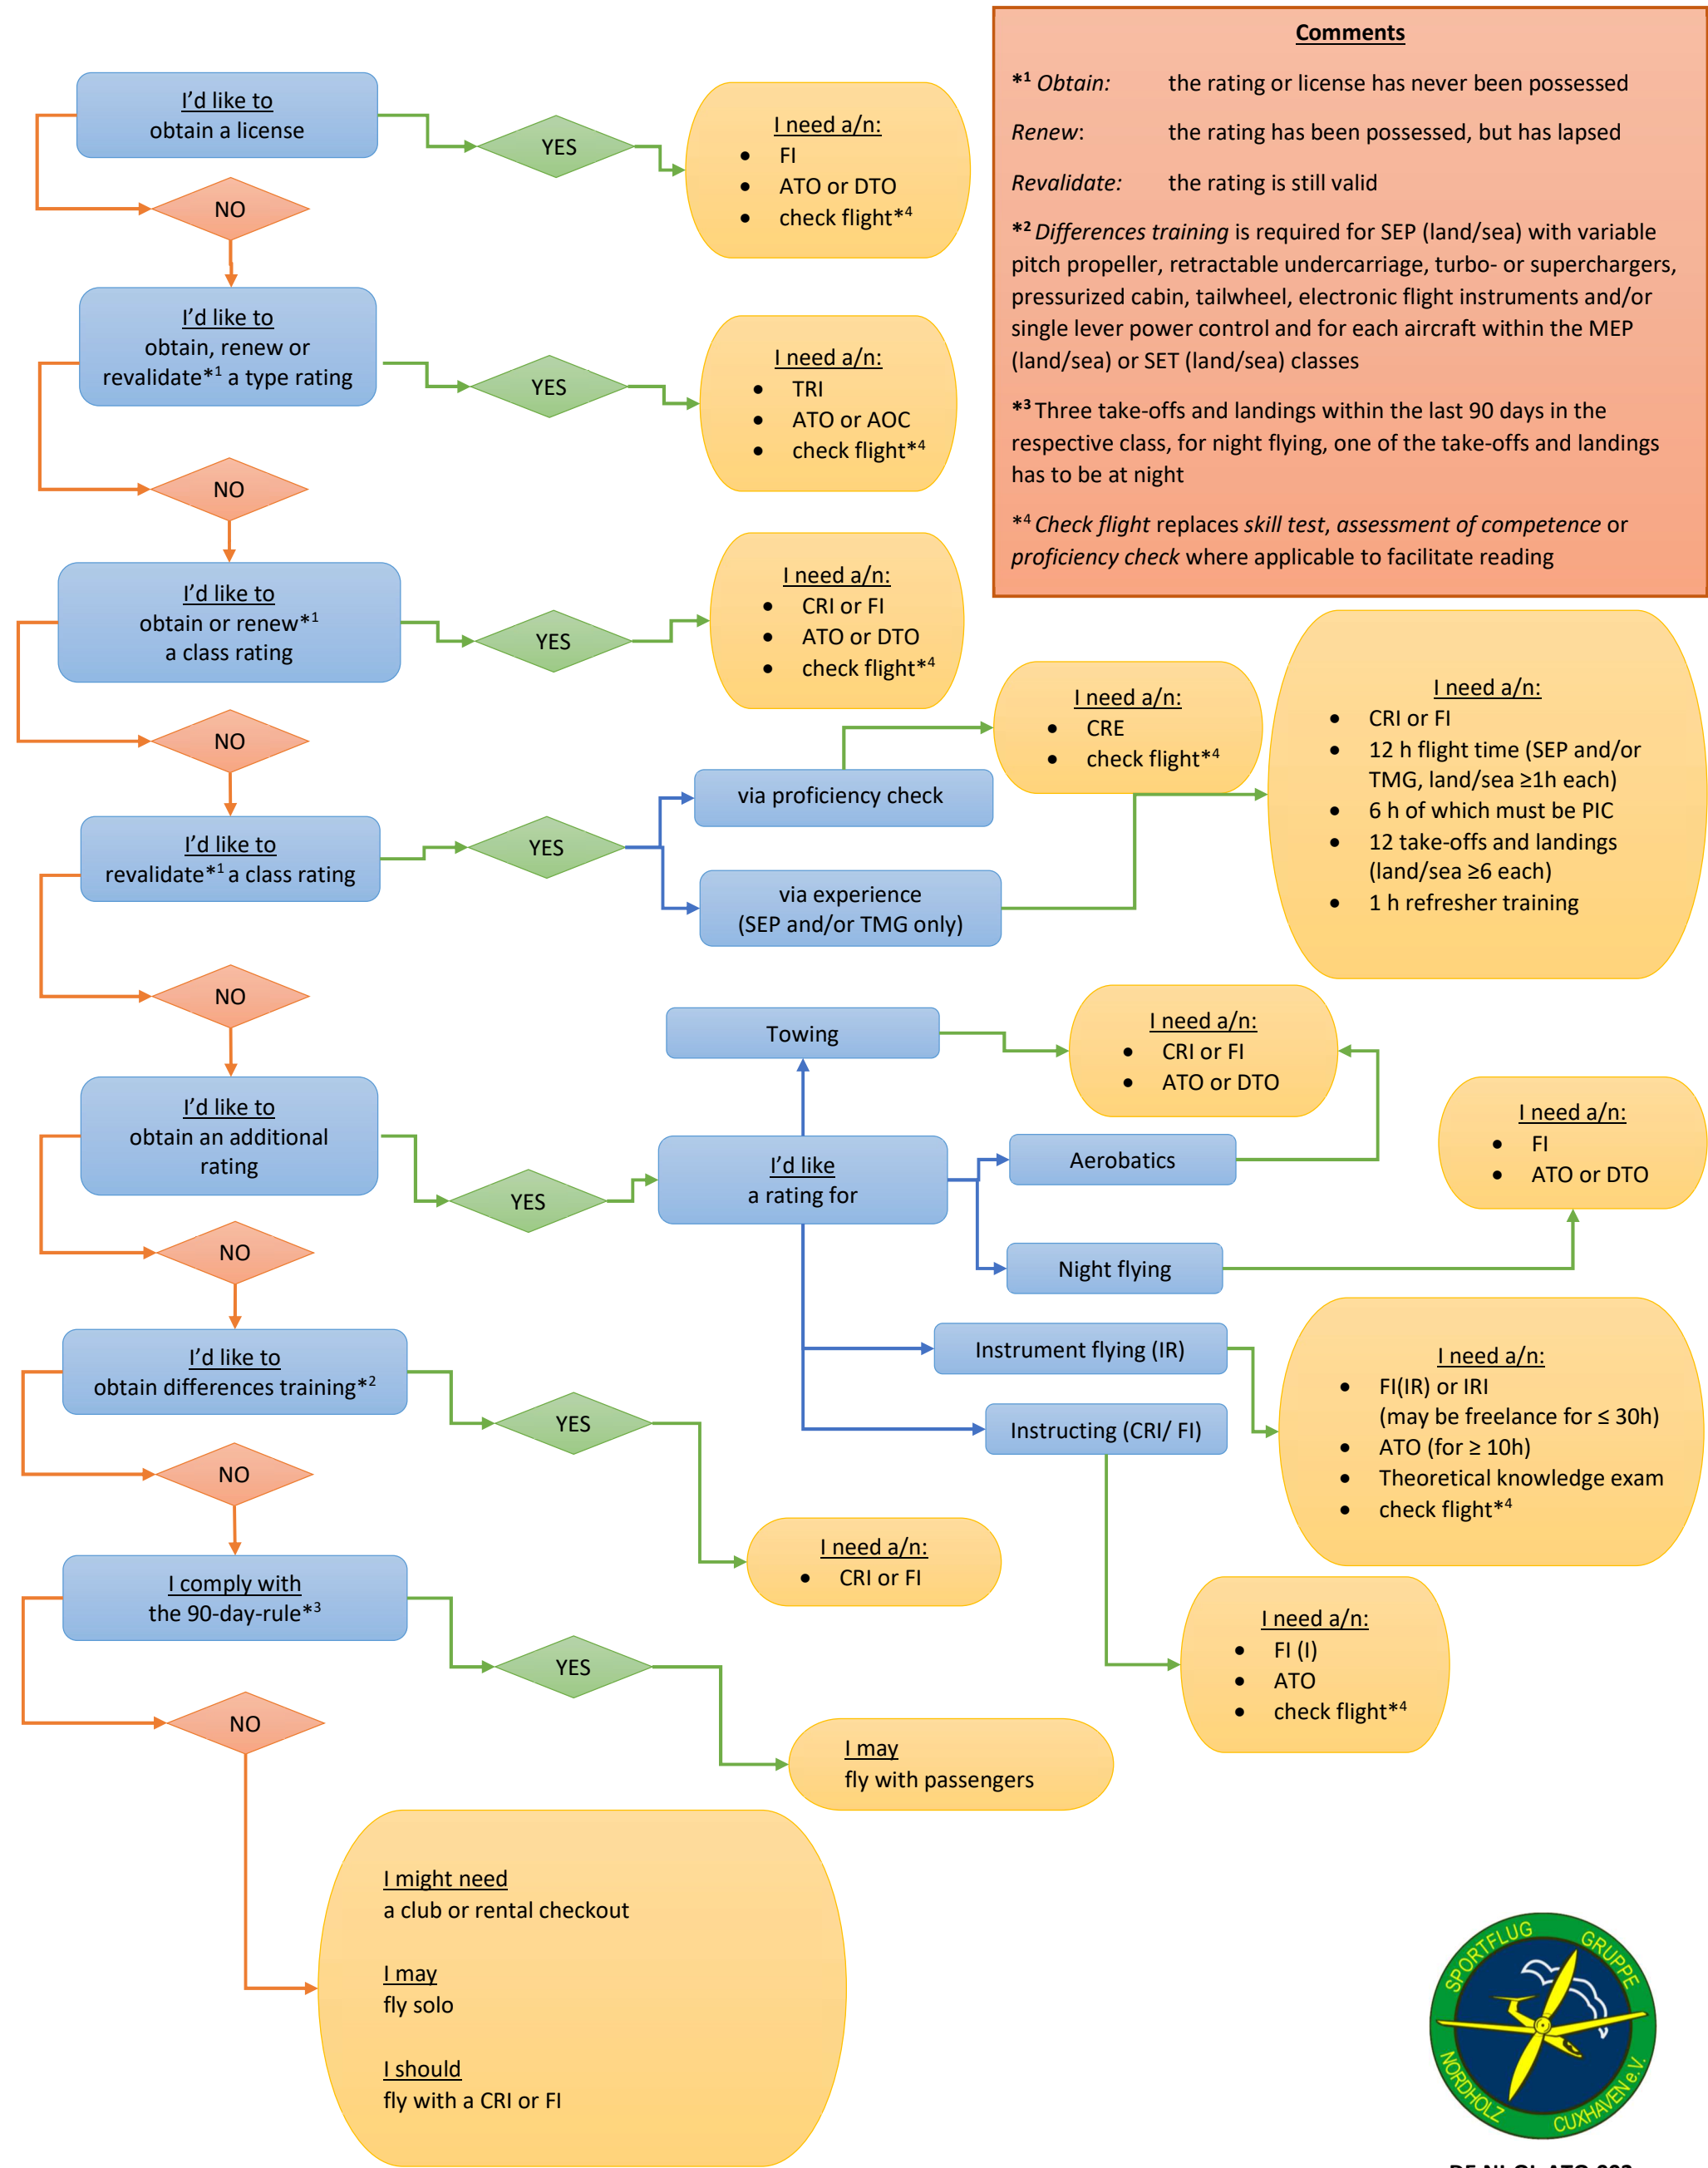 Comments
*1 Obtain: the rating or license has never been possessed
Renew: the rating has been possessed, but has lapsed
Revalidate: the rating is still valid
*2 Differences training is required for SEP (land/sea) with variable
pitch propeller, retractable undercarriage, turbo- or superchargers,
pressurized cabin, tailwheel, electronic flight instruments and/or
single lever power control and for each aircraft within the MEP
(land/sea) or SET (land/sea) classes
*3 Three take-offs and landings within the last 90 days in the
respective class, for night flying, one of the take-offs and landings
has to be at night
*4 Check flight replaces skill test, assessment of competence or
proficiency check where applicable to facilitate reading
I'd like to
obtain a license
YES
I need a/n:
• FI
• ATO or DTO
• check flight*4
NO
I'd like to
obtain, renew or
revalidate*1 a type rating
YES
I need a/n:
• TRI
• ATO or AOC
• check flight*4
NO
I'd like to
obtain or renew*1
a class rating
YES
I need a/n:
• CRI or FI
• ATO or DTO
• check flight*4
NO
I'd like to
revalidate*1 a class rating
YES
via proficiency check
I need a/n:
• CRE
• check flight*4
via experience
(SEP and/or TMG only)
I need a/n:
• CRI or FI
• 12 h flight time (SEP and/or
TMG, land/sea ≥1h each)
• 6 h of which must be PIC
• 12 take-offs and landings
(land/sea ≥6 each)
• 1 h refresher training
NO
I'd like to
obtain an additional
rating
YES
I'd like
a rating for
Towing
I need a/n:
• CRI or FI
• ATO or DTO
Aerobatics
Night flying
I need a/n:
• FI
• ATO or DTO
Instrument flying (IR)
I need a/n:
• FI(IR) or IRI
(may be freelance for ≤ 30h)
• ATO (for ≥ 10h)
• Theoretical knowledge exam
• check flight*4
Instructing (CRI/ FI)
I need a/n:
• FI (I)
• ATO
• check flight*4
NO
I'd like to
obtain differences training*2
YES
I need a/n:
• CRI or FI
NO
I comply with
the 90-day-rule*3
YES
I may
fly with passengers
NO
I might need
a club or rental checkout
I may
fly solo
I should
fly with a CRI or FI
SPORTFLUG GRUPPE
NORDHOLZ CUXHAVEN e.V.